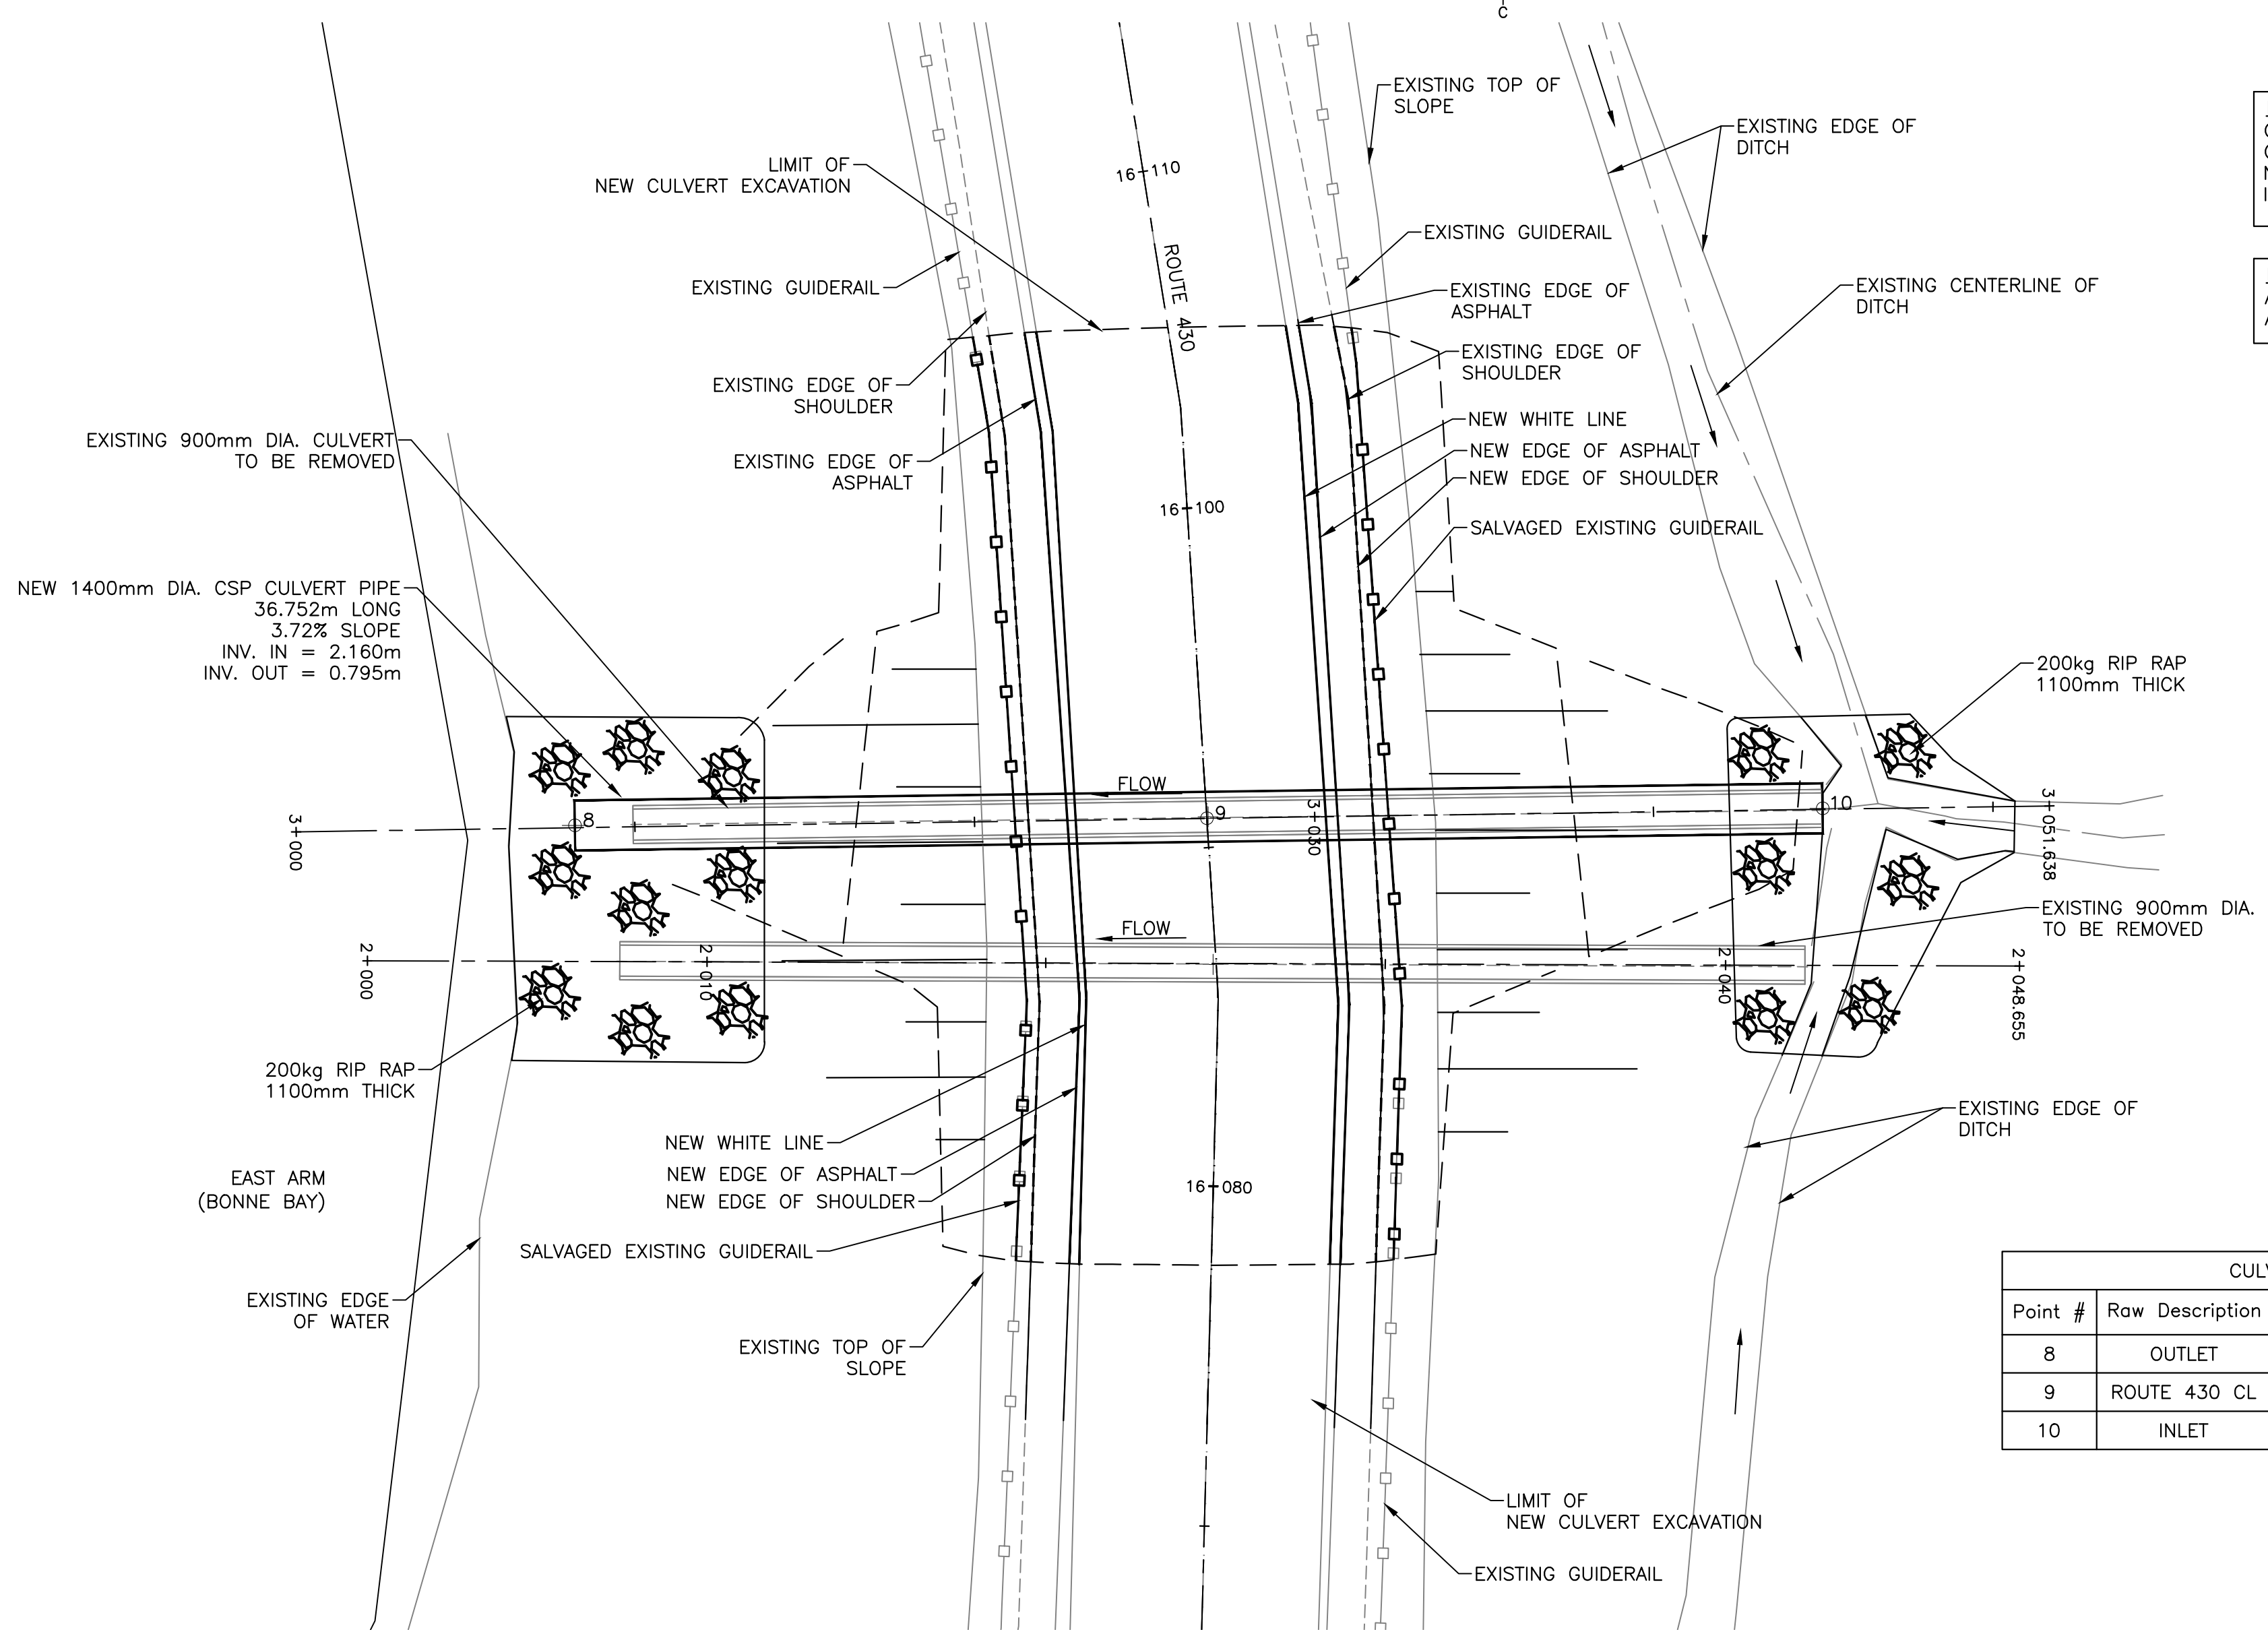 C
EXISTING TOP OF
SLOPE
EXISTING EDGE OF
DITCH
LIMIT OF
NEW CULVERT EXCAVATION
16+110
EXISTING GUIDERAIL
ROUTE 430
EXISTING GUIDERAIL
EXISTING EDGE OF
ASPHALT
EXISTING CENTERLINE OF
DITCH
EXISTING EDGE OF
SHOULDER
EXISTING EDGE OF
SHOULDER
NEW WHITE LINE
EXISTING 900mm DIA. CULVERT
TO BE REMOVED
EXISTING EDGE OF
ASPHALT
NEW EDGE OF ASPHALT
NEW EDGE OF SHOULDER
16+100
SALVAGED EXISTING GUIDERAIL
NEW 1400mm DIA. CSP CULVERT PIPE
36.752m LONG
3.72% SLOPE
INV. IN = 2.160m
INV. OUT = 0.795m
200kg RIP RAP
1100mm THICK
FLOW
3+000
8
9
3+030
10
3+051.638
EXISTING 900mm DIA.
TO BE REMOVED
FLOW
2+000
2+010
2+040
2+048.655
200kg RIP RAP
1100mm THICK
EXISTING EDGE OF
DITCH
NEW WHITE LINE
NEW EDGE OF ASPHALT
NEW EDGE OF SHOULDER
16+080
EAST ARM
(BONNE BAY)
SALVAGED EXISTING GUIDERAIL
EXISTING EDGE
OF WATER
EXISTING TOP OF
SLOPE
CUL
Point # Raw Description
8 OUTLET
9 ROUTE 430 CL
10 INLET
LIMIT OF
NEW CULVERT EXCAVATION
EXISTING GUIDERAIL